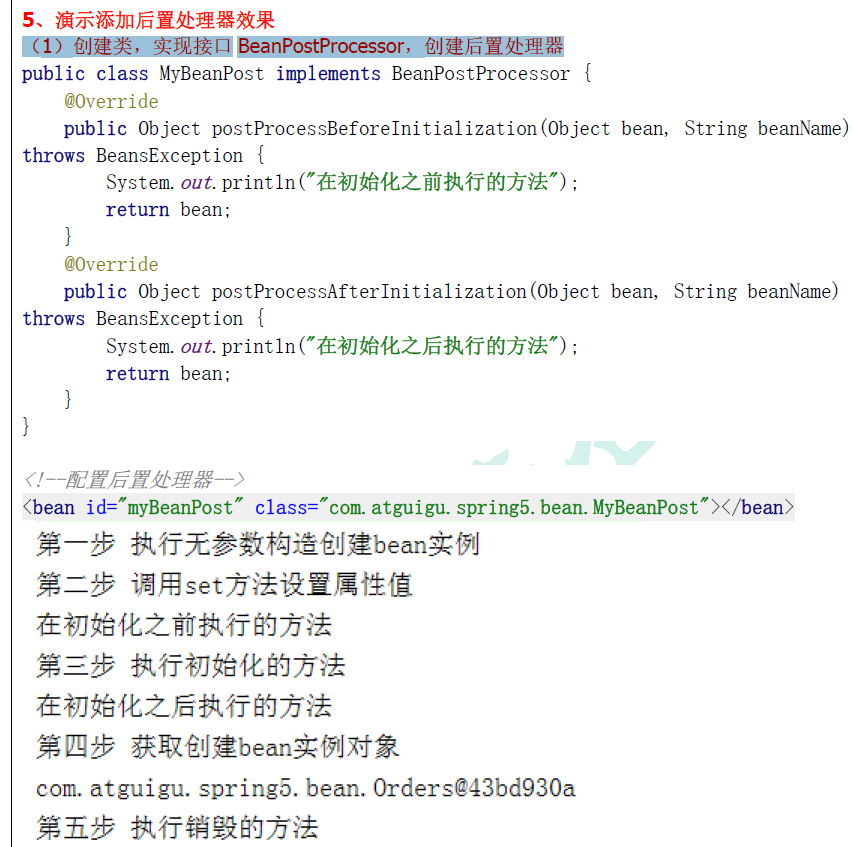 5、演示添加后置处理器效果
（1）创建类，实现接口 BeanPostProcessor，创建后置处理器
public class MyBeanPost implements BeanPostProcessor {
@Override
public Object postProcessBeforeInitialization(Object bean, String beanName)
throws BeansException {
System.out.println("在初始化之前执行的方法");
return bean;
}
@Override
public Object postProcessAfterInitialization(Object bean, String beanName)
throws BeansException {
System.out.println("在初始化之后执行的方法");
return bean;
}
}
<!--配置后置处理器-->
<bean id="myBeanPost" class="com.atguigu.spring5.bean.MyBeanPost"></bean>
第一步 执行无参数构造创建bean实例
第二步 调用set方法设置属性值
在初始化之前执行的方法
第三步 执行初始化的方法
在初始化之后执行的方法
第四步 获取创建bean实例对象
com.atguigu.spring5.bean.Orders@43bd930a
第五步 执行销毁的方法